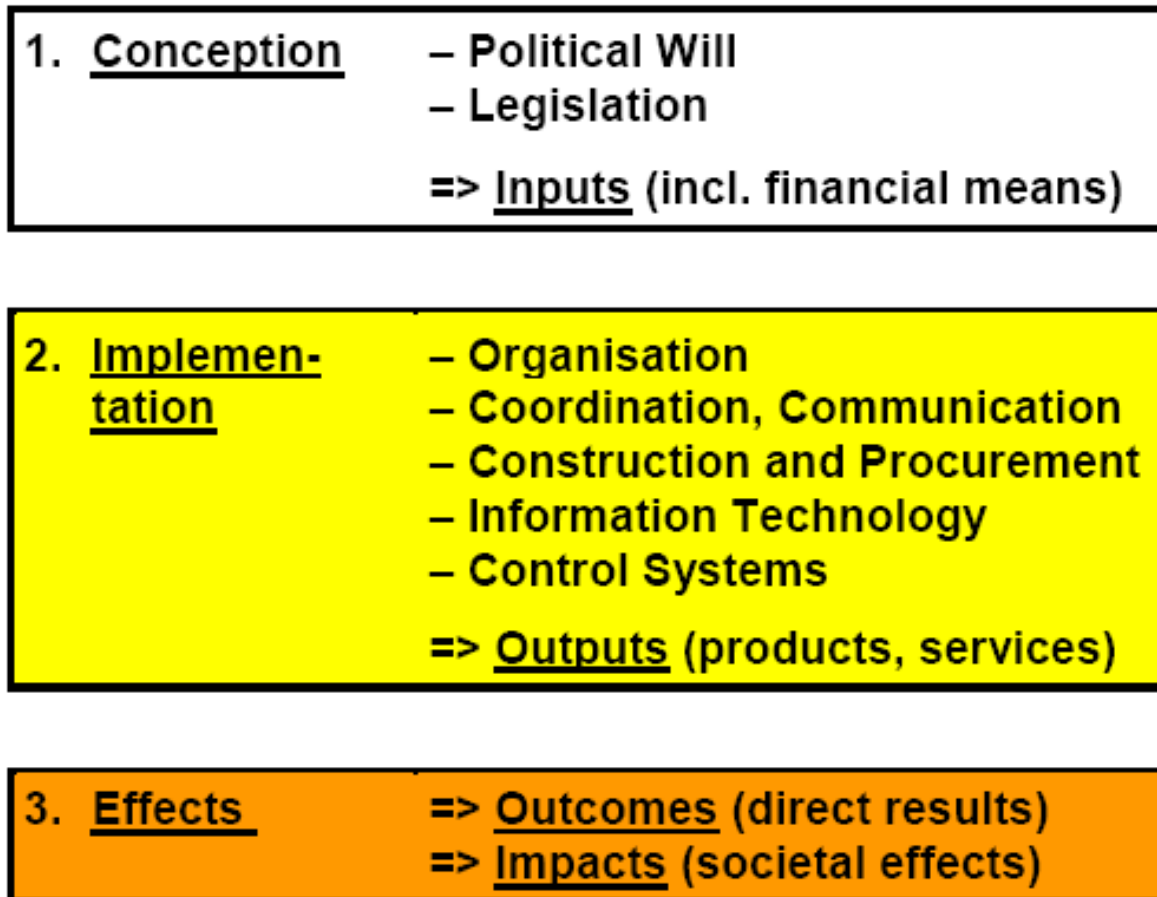 1. Conception – Political Will
– Legislation
=> Inputs (incl. financial means)
2. Implemen- – Organisation
tation – Coordination, Communication
– Construction and Procurement
– Information Technology
– Control Systems
=> Outputs (products, services)
3. Effects => Outcomes (direct results)
=> Impacts (societal effects)